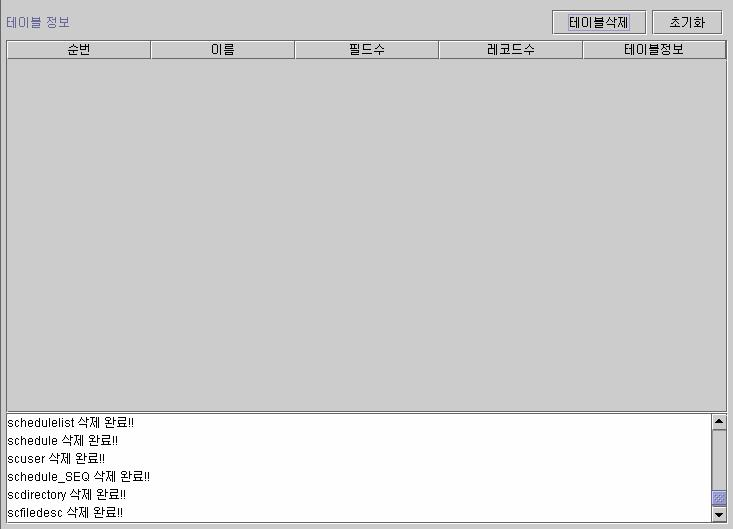 테이블 정보 테이블삭제 초기화
순번 이름 필드수 레코드수 테이블정보
schedulelist 삭제 완료!!
schedule 삭제 완료!!
scuser 삭제 완료!!
schedule_SEQ 삭제 완료!!
scdirectory 삭제 완료!!
scfiledesc 삭제 완료!!